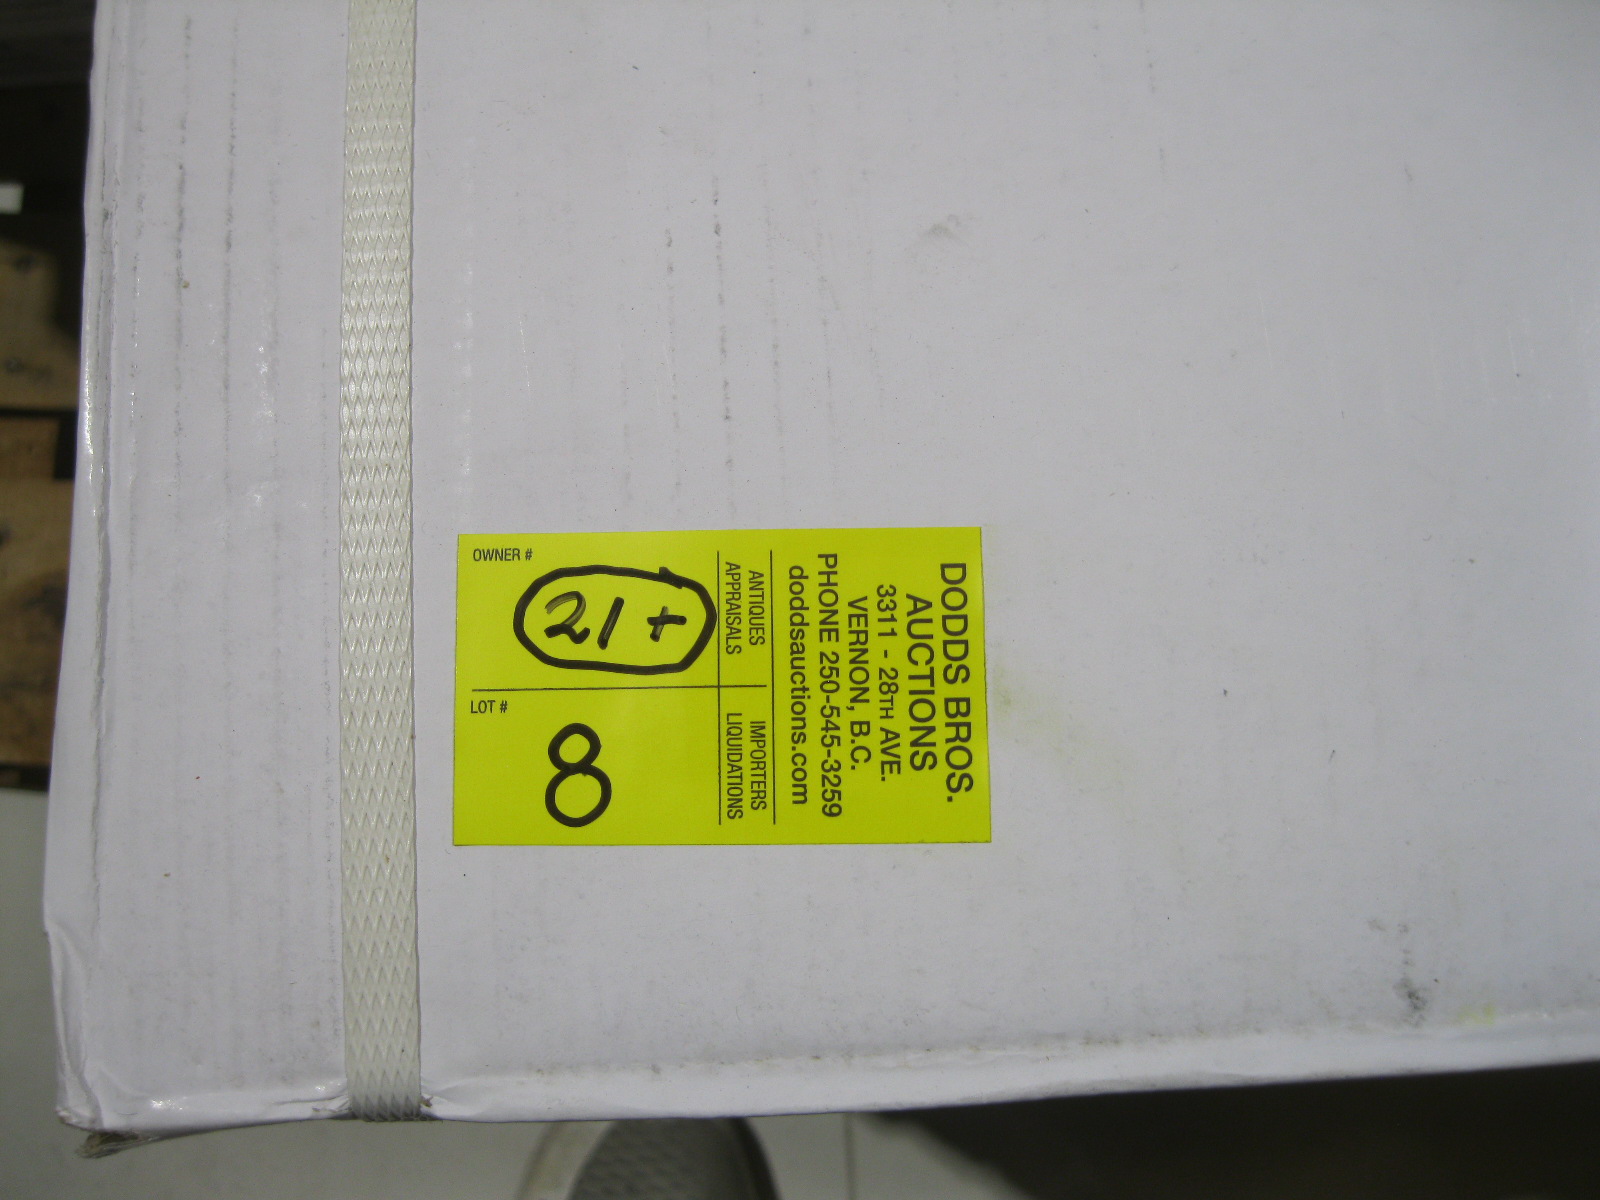 DODDS BROS.
AUCTIONS
3311 - 28TH AVE.
VERNON, B.C.
PHONE 250-545-3259
doddsauctions.com
ANTIQUES IMPORTERS
APPRAISALS LIQUIDATIONS
OWNER #
21+
LOT #
8